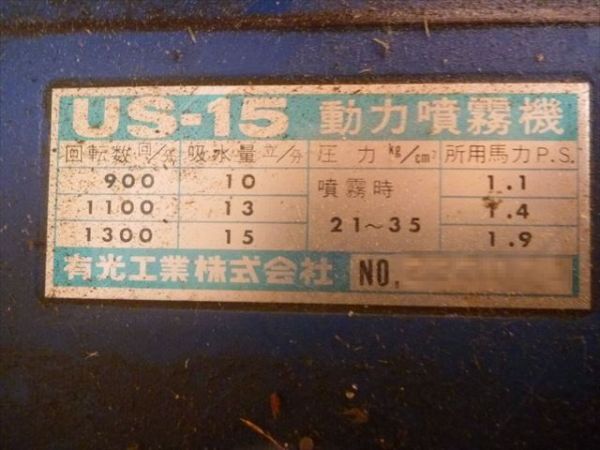 US-15 動力噴霧機
回転数回/分 吸水量立/分 圧力kg/cm² 所用馬力P.S.
900 10 噴霧時 1.1
1100 13 21～35 1.4
1300 15 1.9
有光工業株式会社 NO.